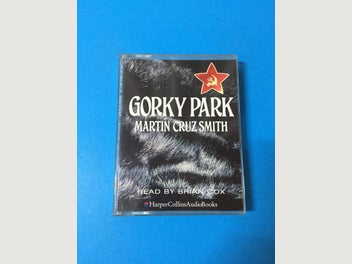 GORKY PARK
MARTIN CRUZ SMITH
READ BY BRIAN COX
HarperCollinsAudioBooks